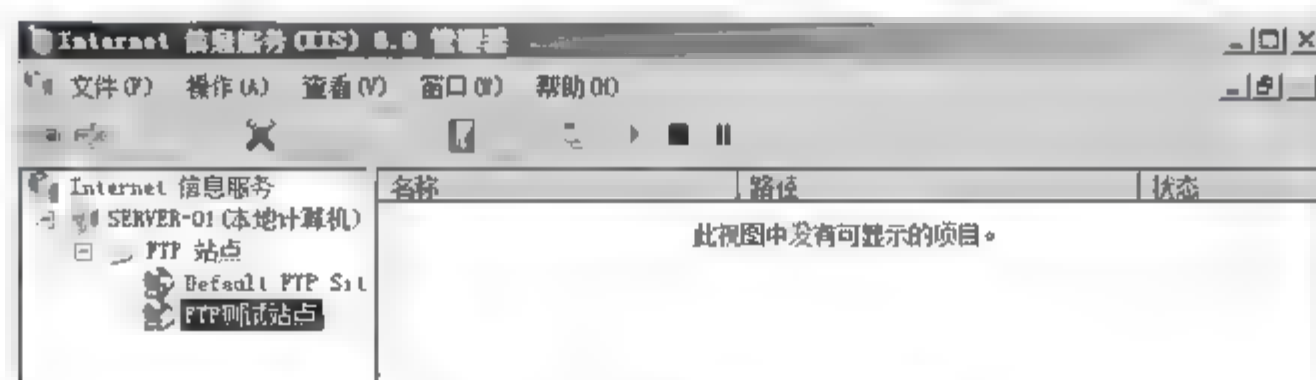 Internet 信息服务(IIS) 6.0 管理器
文件(F) 操作(A) 查看(V) 窗口(W) 帮助(H)
Internet 信息服务
名称 路径 状态
SERVER-01(本地计算机)
此视图中没有可显示的项目。
FTP 站点
Default FTP Sit
FTP测试站点